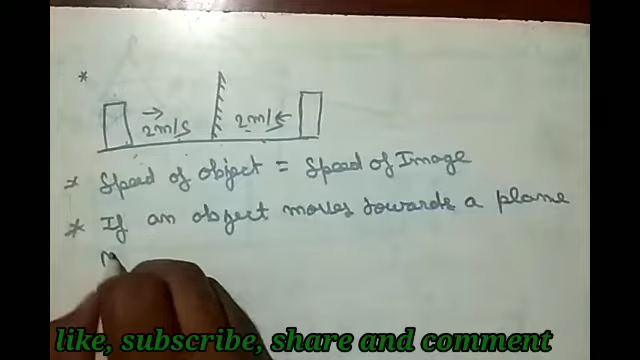 *
2m/s 2m/s
* Speed of object = Speed of Image
* If an object moves towards a plane
like, subscribe, share and comment